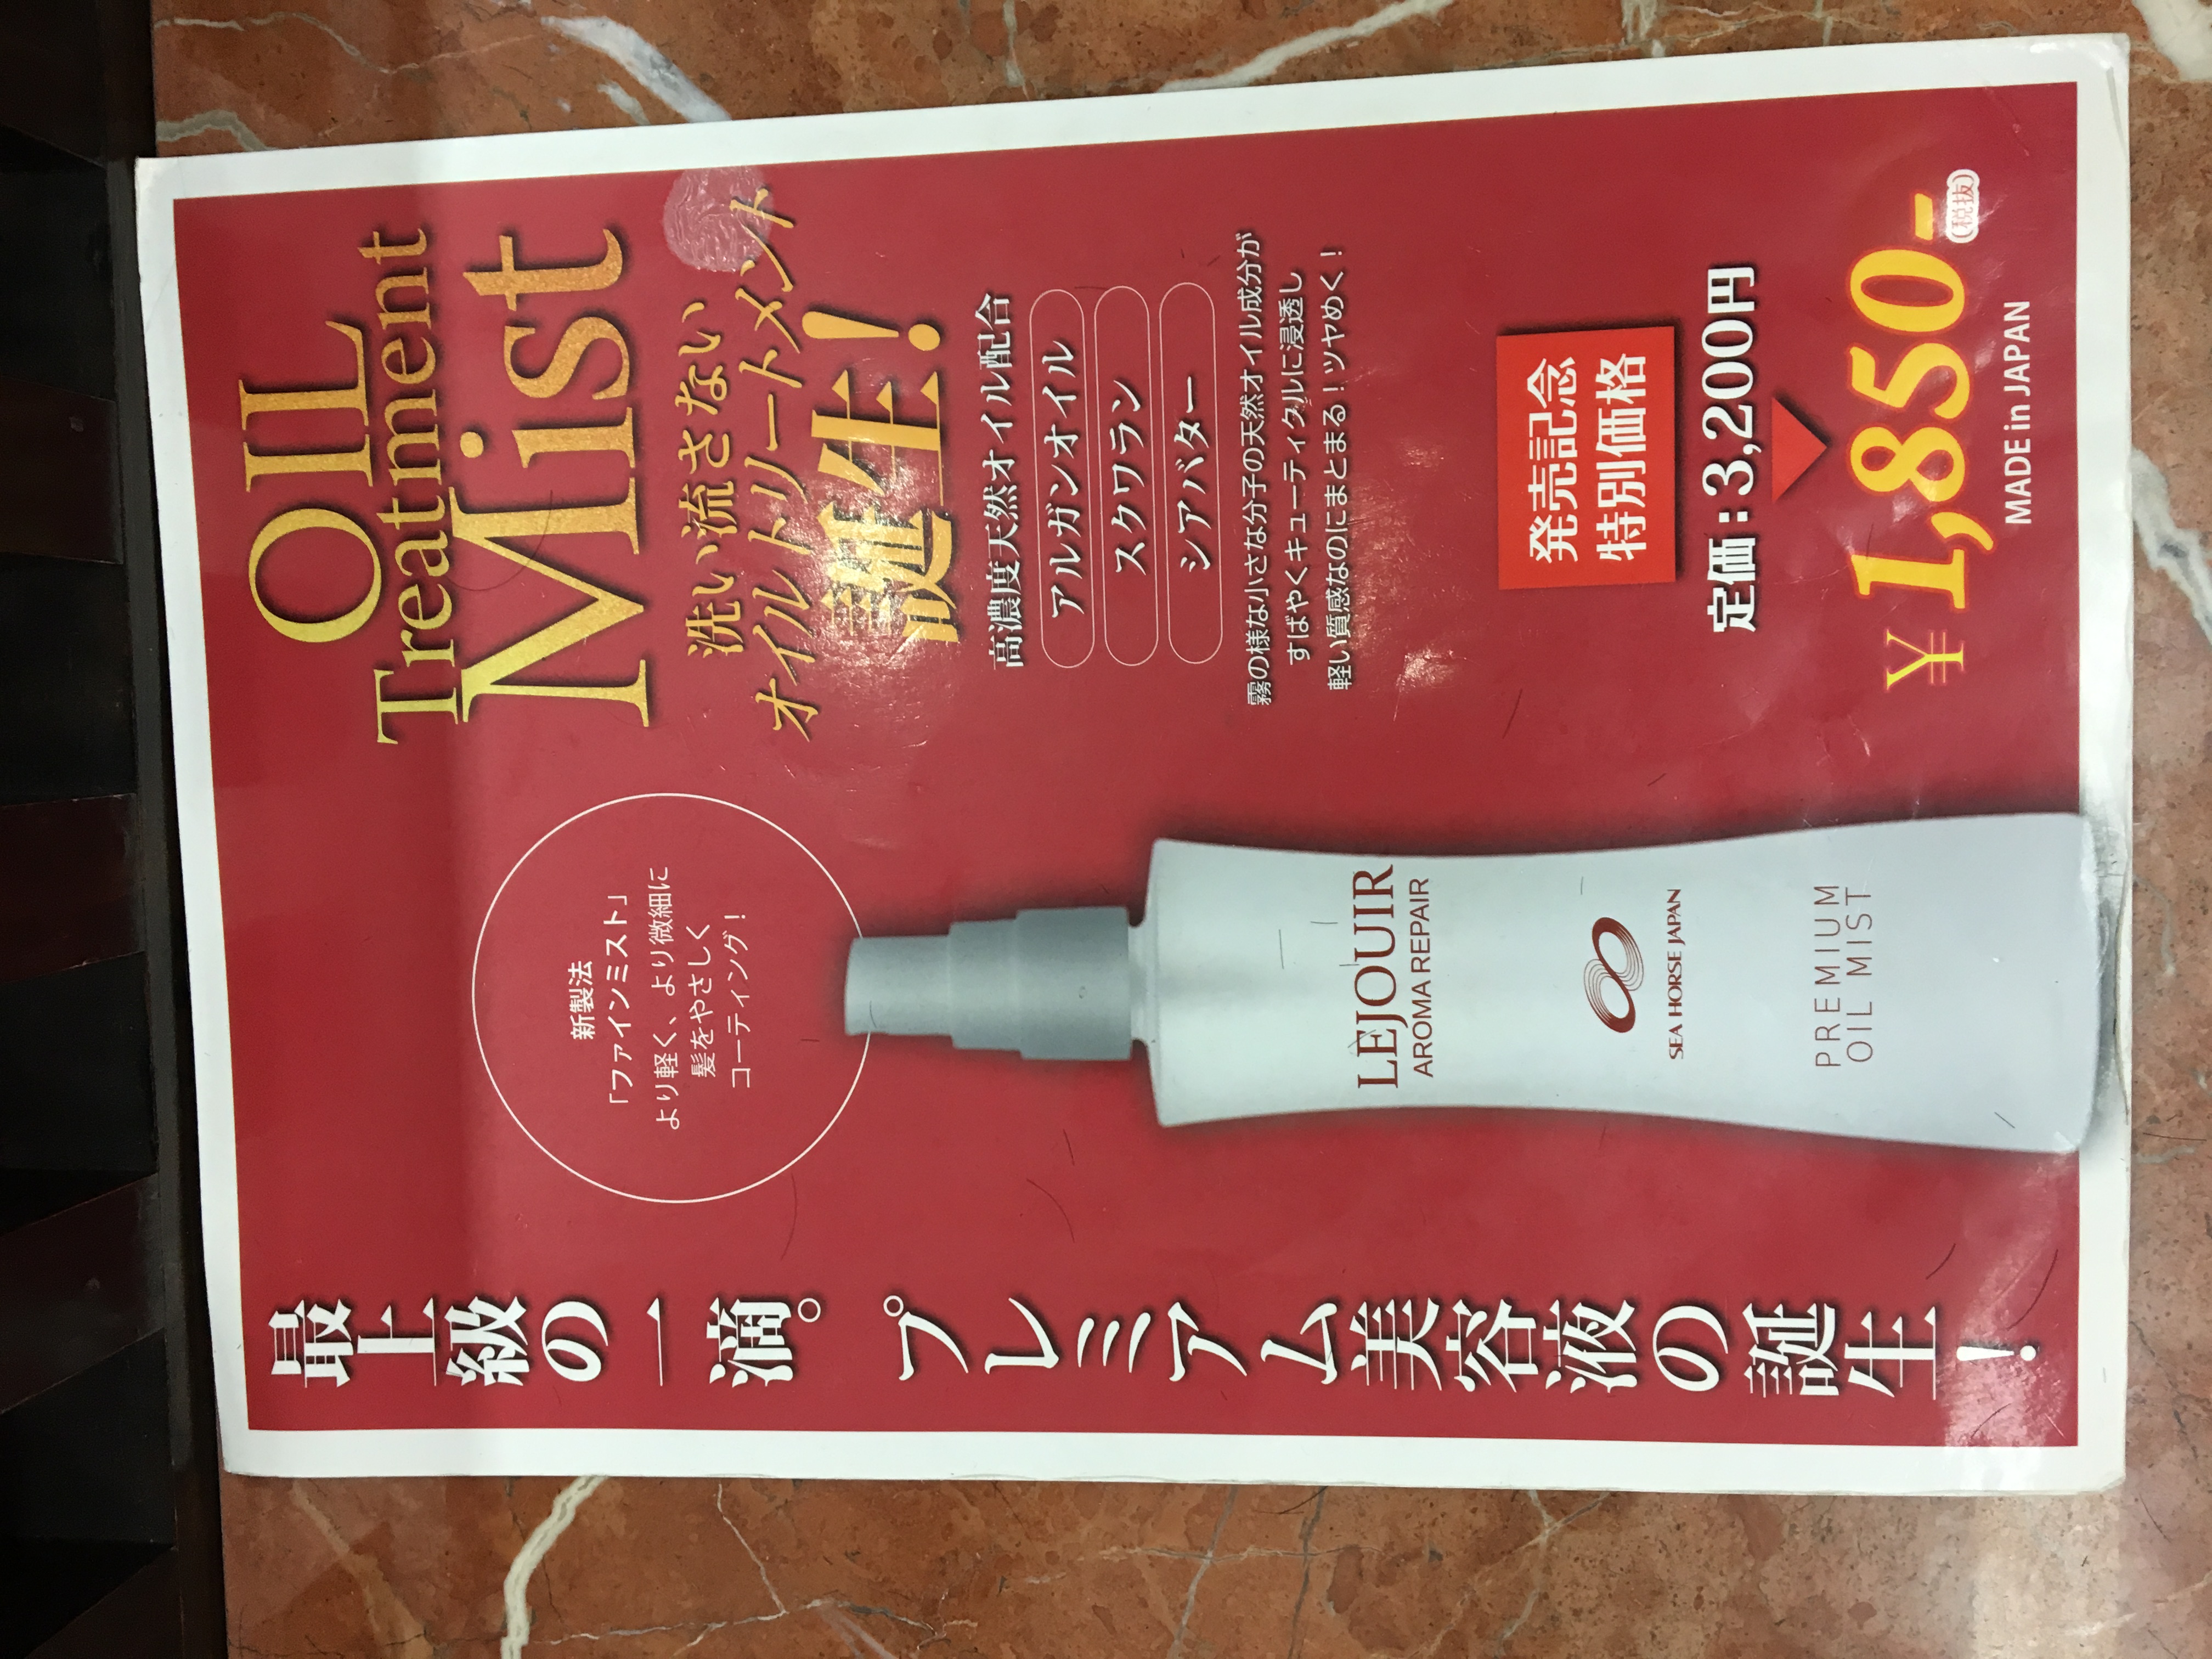 最上級の一滴。プレミアム美容液の誕生!
OIL
Treatment
Mist
洗い流さない
オイルトリートメント
誕生!
新製法
「ファインミスト」
より軽く、より微細に
髪をやさしく
コーティング!
高濃度天然オイル配合
アルガンオイル
スクワラン
シアバター
霧の様な小さな分子の天然オイル成分が
すばやくキューティクルに浸透し
軽い質感なのにまとまる!ツヤめく!
発売記念
特別価格
定価:3,200円
¥1,850-
(税抜)
MADE in JAPAN
LEJOUIR
AROMA REPAIR
SEA HORSE JAPAN
PREMIUM
OIL MIST